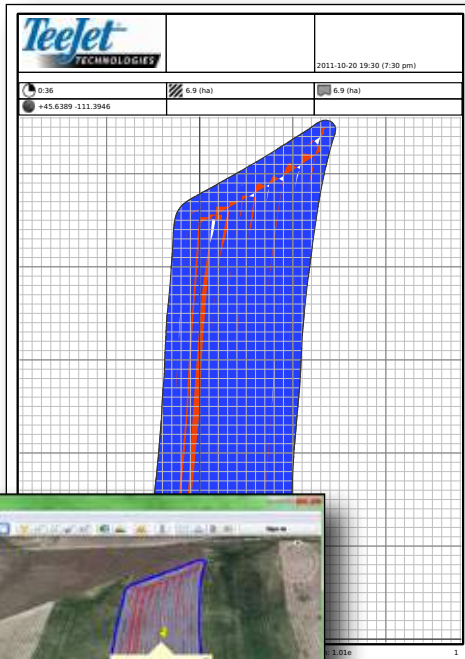 TeeJet
TECHNOLOGIES
2011-10-20 19:30 (7:30 pm)
0:36
6.9 (ha)
6.9 (ha)
+45.6389 -111.3946
1.01e
1